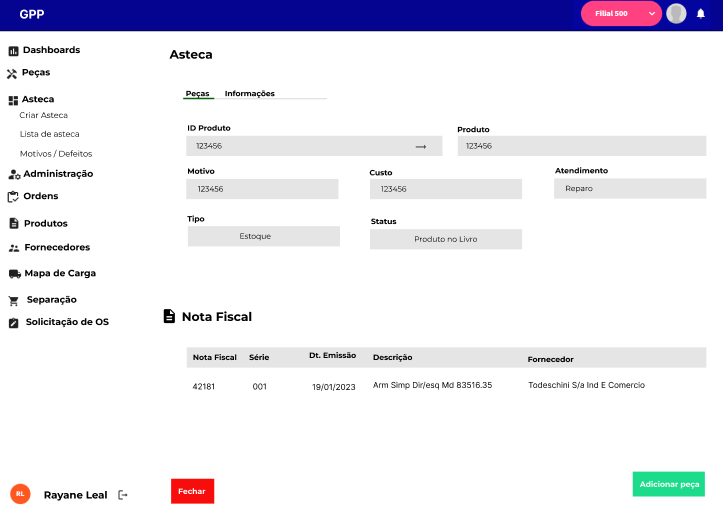 GPP
Filial 500
Dashboards
Peças
Asteca
Criar Asteca
Lista de asteca
Motivos / Defeitos
Administração
Ordens
Produtos
Fornecedores
Mapa de Carga
Separação
Solicitação de OS
RL Rayane Leal
Asteca
Peças Informações
ID Produto Produto
123456 → 123456
Motivo Custo Atendimento
123456 123456 Reparo
Tipo Status
Estoque Produto no Livro
Nota Fiscal
Nota Fiscal Série Dt. Emissão Descrição Fornecedor
42181 001 19/01/2023 Arm Simp Dir/esq Md 83516.35 Todeschini S/a Ind E Comercio
Fechar Adicionar peça